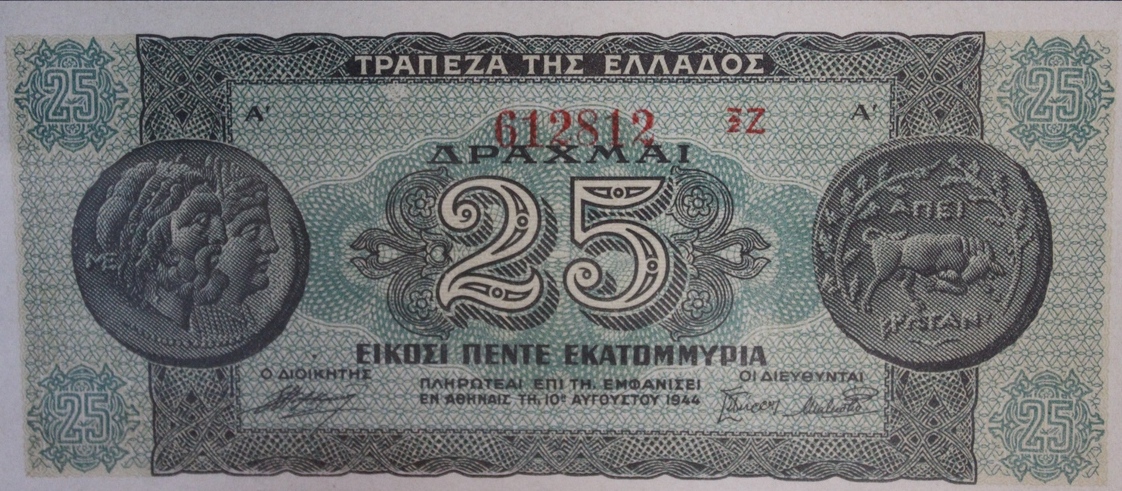 ΤΡΑΠΕΖΑ ΤΗΣ ΕΛΛΑΔΟΣ
25 25
Α' 612812 Ζ Α'
ΔΡΑΧΜΑΙ
25
ΑΠΕΙ
ΜΕ
ΡΩΤΑΝ
ΕΙΚΟΣΙ ΠΕΝΤΕ ΕΚΑΤΟΜΜΥΡΙΑ
Ο ΔΙΟΙΚΗΤΗΣ ΠΛΗΡΩΤΕΑΙ ΕΠΙ ΤΗ. ΕΜΦΑΝΙΣΕΙ ΟΙ ΔΙΕΥΘΥΝΤΑΙ
ΕΝ ΑΘΗΝΑΙΣ ΤΗ. 10ῃ ΑΥΓΟΥΣΤΟΥ 1944
25 25